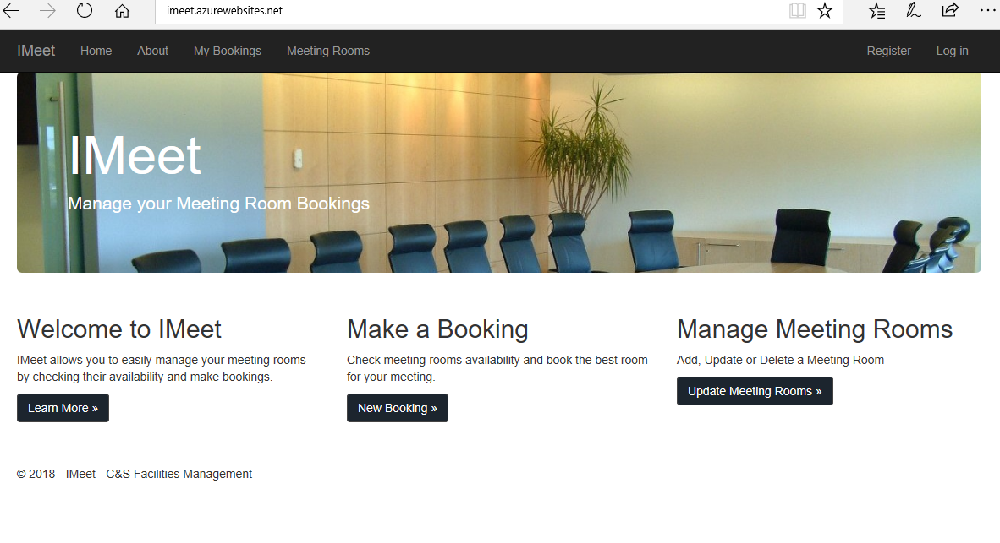 imeet.azurewebsites.net
IMeet Home About My Bookings Meeting Rooms Register Log in
IMeet
Manage your Meeting Room Bookings
Welcome to IMeet
IMeet allows you to easily manage your meeting rooms
by checking their availability and make bookings.
Learn More »
Make a Booking
Check meeting rooms availability and book the best room
for your meeting.
New Booking »
Manage Meeting Rooms
Add, Update or Delete a Meeting Room
Update Meeting Rooms »
© 2018 - IMeet - C&S Facilities Management